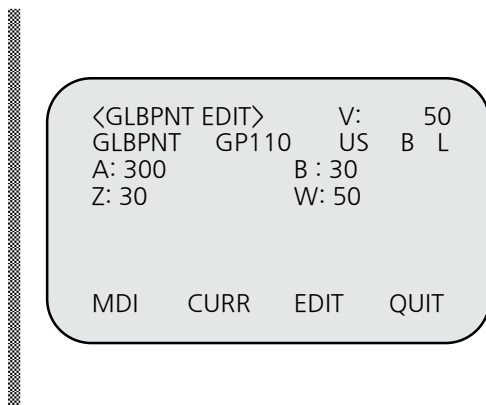 <GLBPNT EDIT> V: 50
GLBPNT GP110 US B L
A: 300 B : 30
Z: 30 W: 50
MDI CURR EDIT QUIT